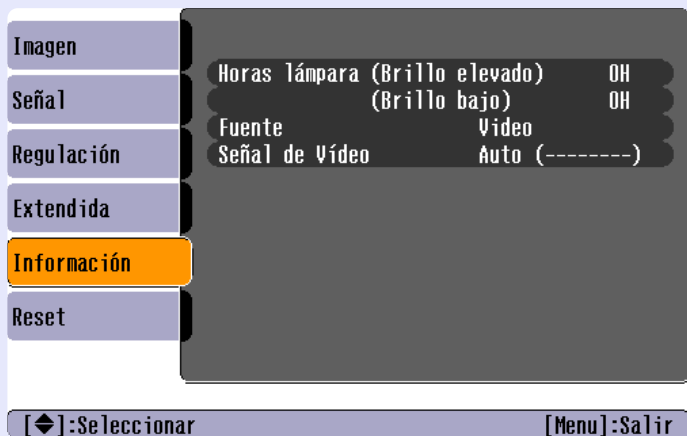 Imagen
Señal
Regulación
Extendida
Información
Reset
Horas lámpara (Brillo elevado) 0H
(Brillo bajo) 0H
Fuente Video
Señal de Vídeo Auto (--------)
[◆]:Seleccionar [Menu]:Salir